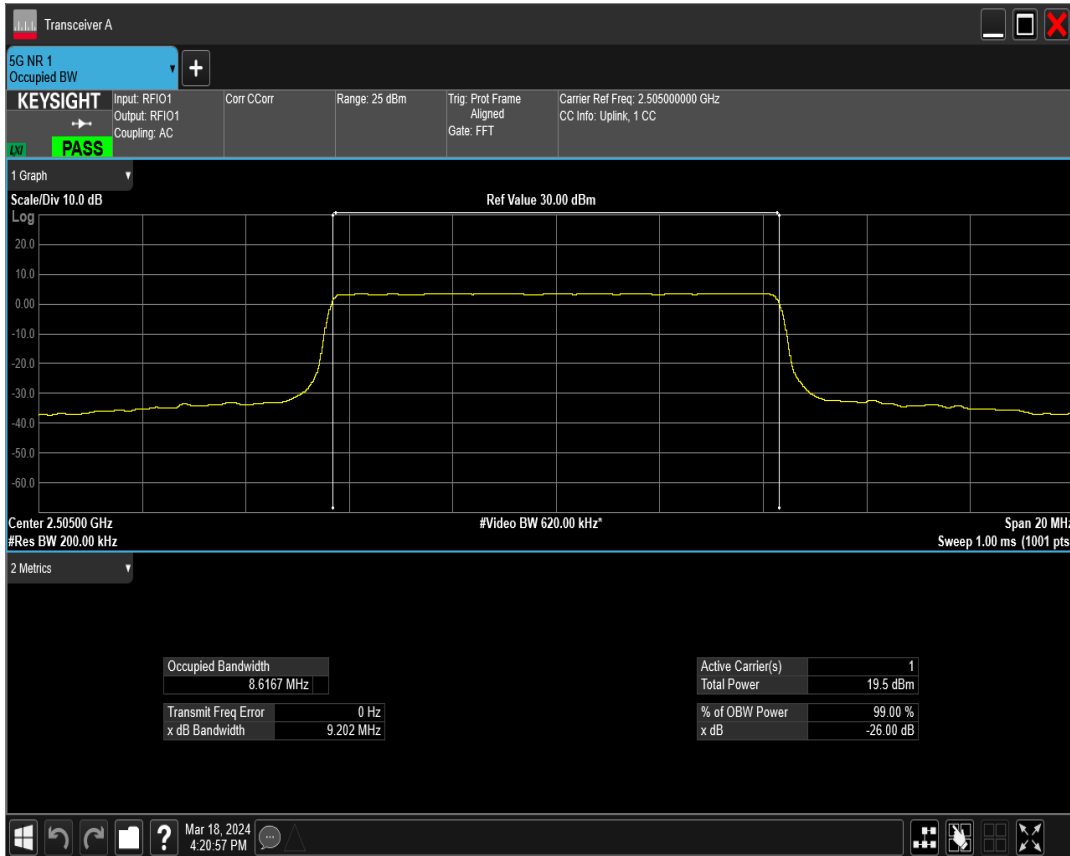 Transceiver A
5G NR 1
Occupied BW
KEYSIGHT
LXI
PASS
Input: RFIO1
Output: RFIO1
Coupling: AC
Corr CCorr
Range: 25 dBm
Trig: Prot Frame
Aligned
Gate: FFT
Carrier Ref Freq: 2.505000000 GHz
CC Info: Uplink, 1 CC
1 Graph
Scale/Div 10.0 dB
Ref Value 30.00 dBm
Log
20.0
10.0
0.00
-10.0
-20.0
-30.0
-40.0
-50.0
-60.0
Center 2.50500 GHz
#Video BW 620.00 kHz*
Span 20 MHz
#Res BW 200.00 kHz
Sweep 1.00 ms (1001 pts
2 Metrics
Occupied Bandwidth
8.6167 MHz
Transmit Freq Error 0 Hz
x dB Bandwidth 9.202 MHz
Active Carrier(s) 1
Total Power 19.5 dBm
% of OBW Power 99.00 %
x dB -26.00 dB
?
Mar 18, 2024
4:20:57 PM